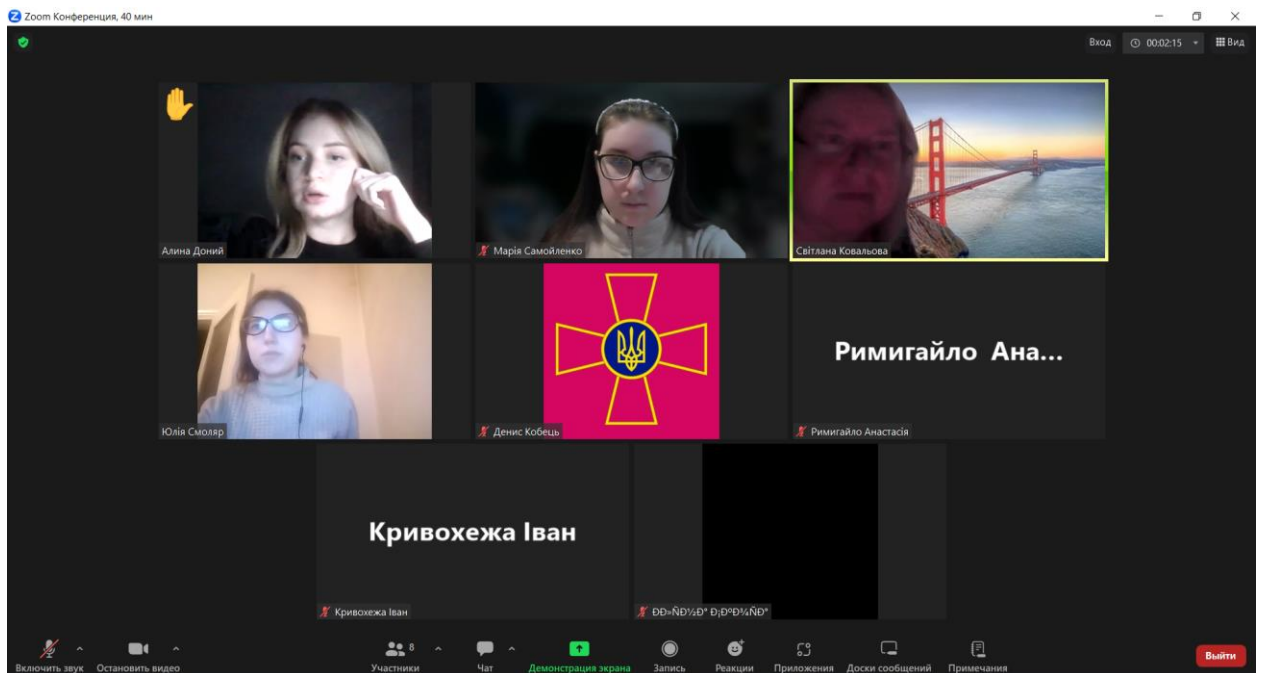 Zoom Конференция, 40 мин
Вход
00:02:15
Вид
Алина Доний
Марія Самойленко
Світлана Ковальова
Юлія Смоляр
Денис Кобець
Римигайло Ана...
Римигайло Анастасія
Кривохежа Іван
Кривохежа Іван
Включить звук
Остановить видео
8
Участники
Чат
Демонстрация экрана
Запись
Реакции
Приложения
Доски сообщений
Примечания
Выйти